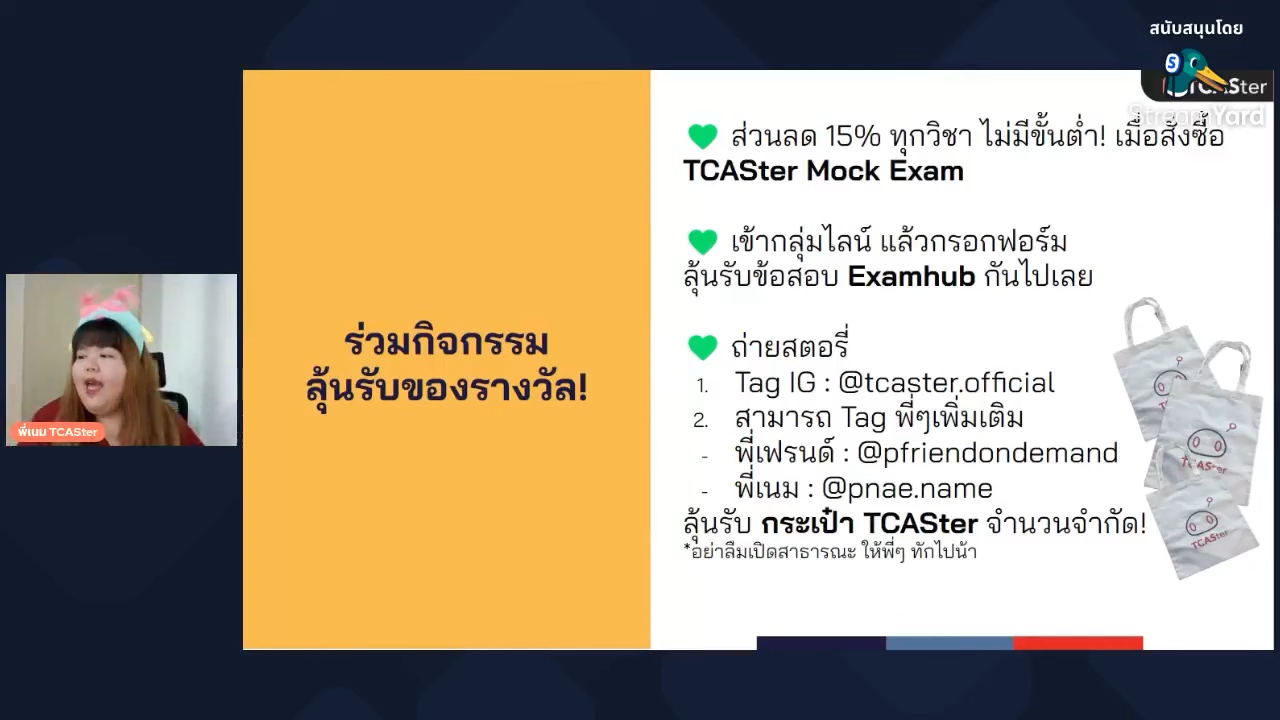 สนับสนุนโดย
TCASter
StreamYard
ส่วนลด 15% ทุกวิชา ไม่มีขั้นต่ำ! เมื่อสั่งซื้อ
TCASter Mock Exam
เข้ากลุ่มไลน์ แล้วกรอกฟอร์ม
ลุ้นรับข้อสอบ Examhub กันไปเลย
ร่วมกิจกรรม
ลุ้นรับของรางวัล!
ถ่ายสตอรี่
1. Tag IG : @tcaster.official
2. สามารถ Tag พี่ๆเพิ่มเติม
- พี่เฟรนด์ : @pfriendondemand
- พี่เนม : @pnae.name
ลุ้นรับ กระเป๋า TCASter จำนวนจำกัด!
*อย่าลืมเปิดสาธารณะ ให้พี่ๆ ทักไปน้า
พี่เนม TCASter
TCASter
TCASter